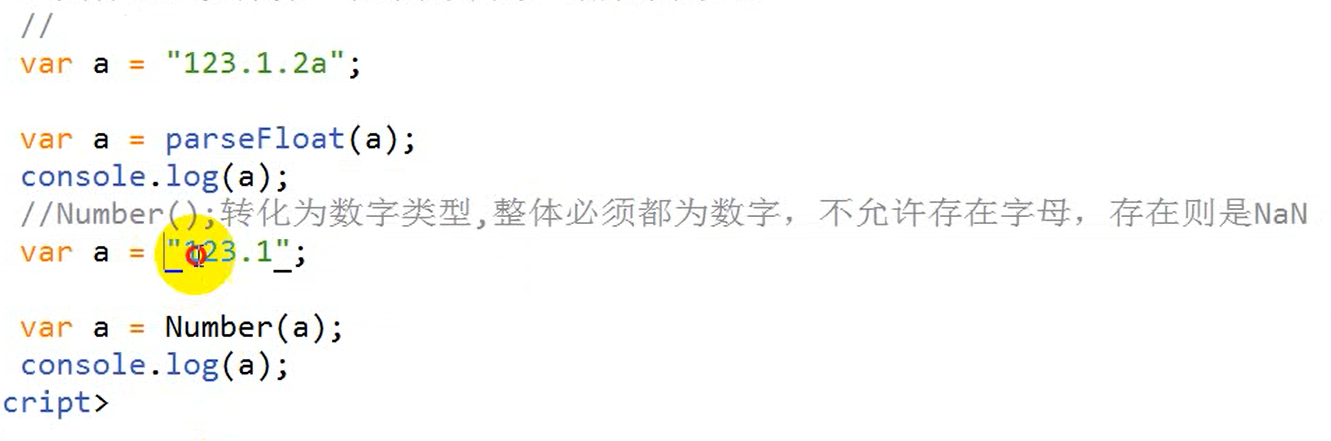 //
var a = "123.1.2a";
var a = parseFloat(a);
console.log(a);
//Number();转化为数字类型,整体必须都为数字，不允许存在字母，存在则是NaN
var a = "123.1";
var a = Number(a);
console.log(a);
cript>